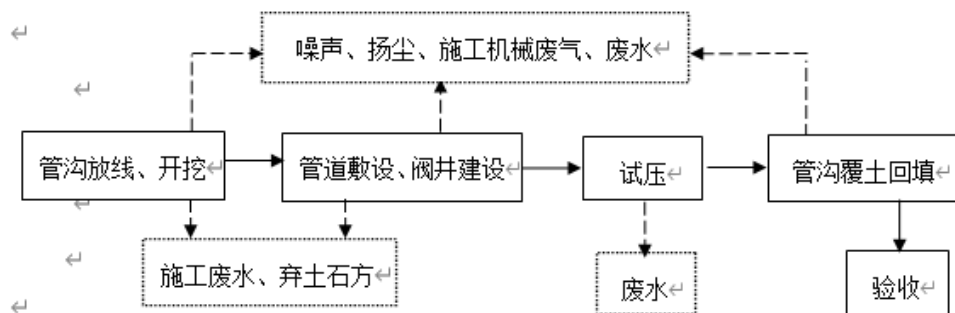 噪声、扬尘、施工机械废气、废水
管沟放线、开挖
管道敷设、阀井建设
试压
管沟覆土回填
施工废水、弃土石方
废水
验收